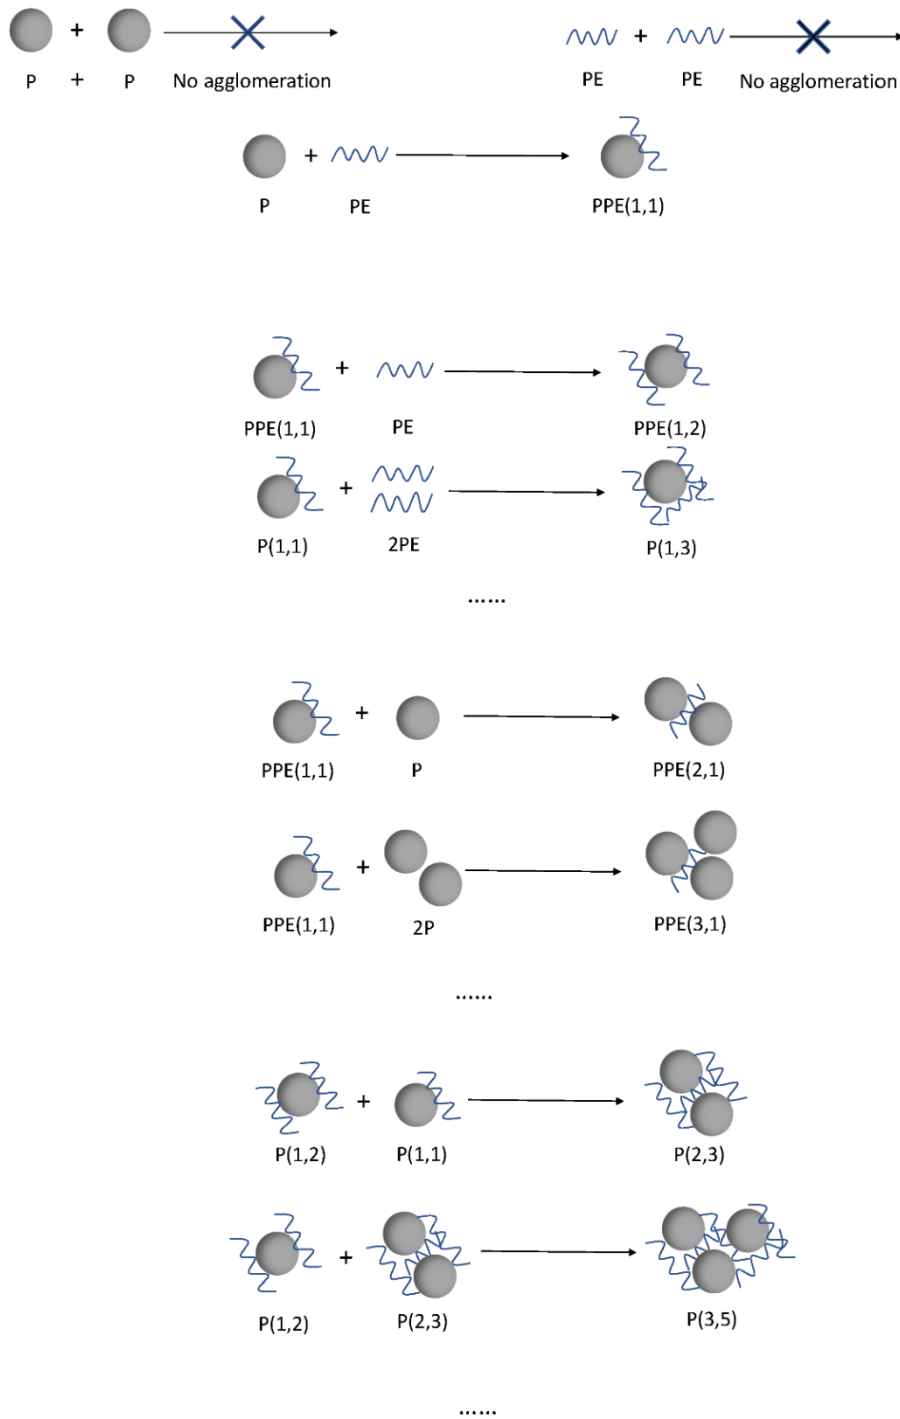 + +
P + P No agglomeration PE PE No agglomeration
+
P PE PPE(1,1)
+
PPE(1,1) PE PPE(1,2)
+
P(1,1) 2PE P(1,3)
......
+
PPE(1,1) P PPE(2,1)
+
PPE(1,1) 2P PPE(3,1)
......
+
P(1,2) P(1,1) P(2,3)
+
P(1,2) P(2,3) P(3,5)
......